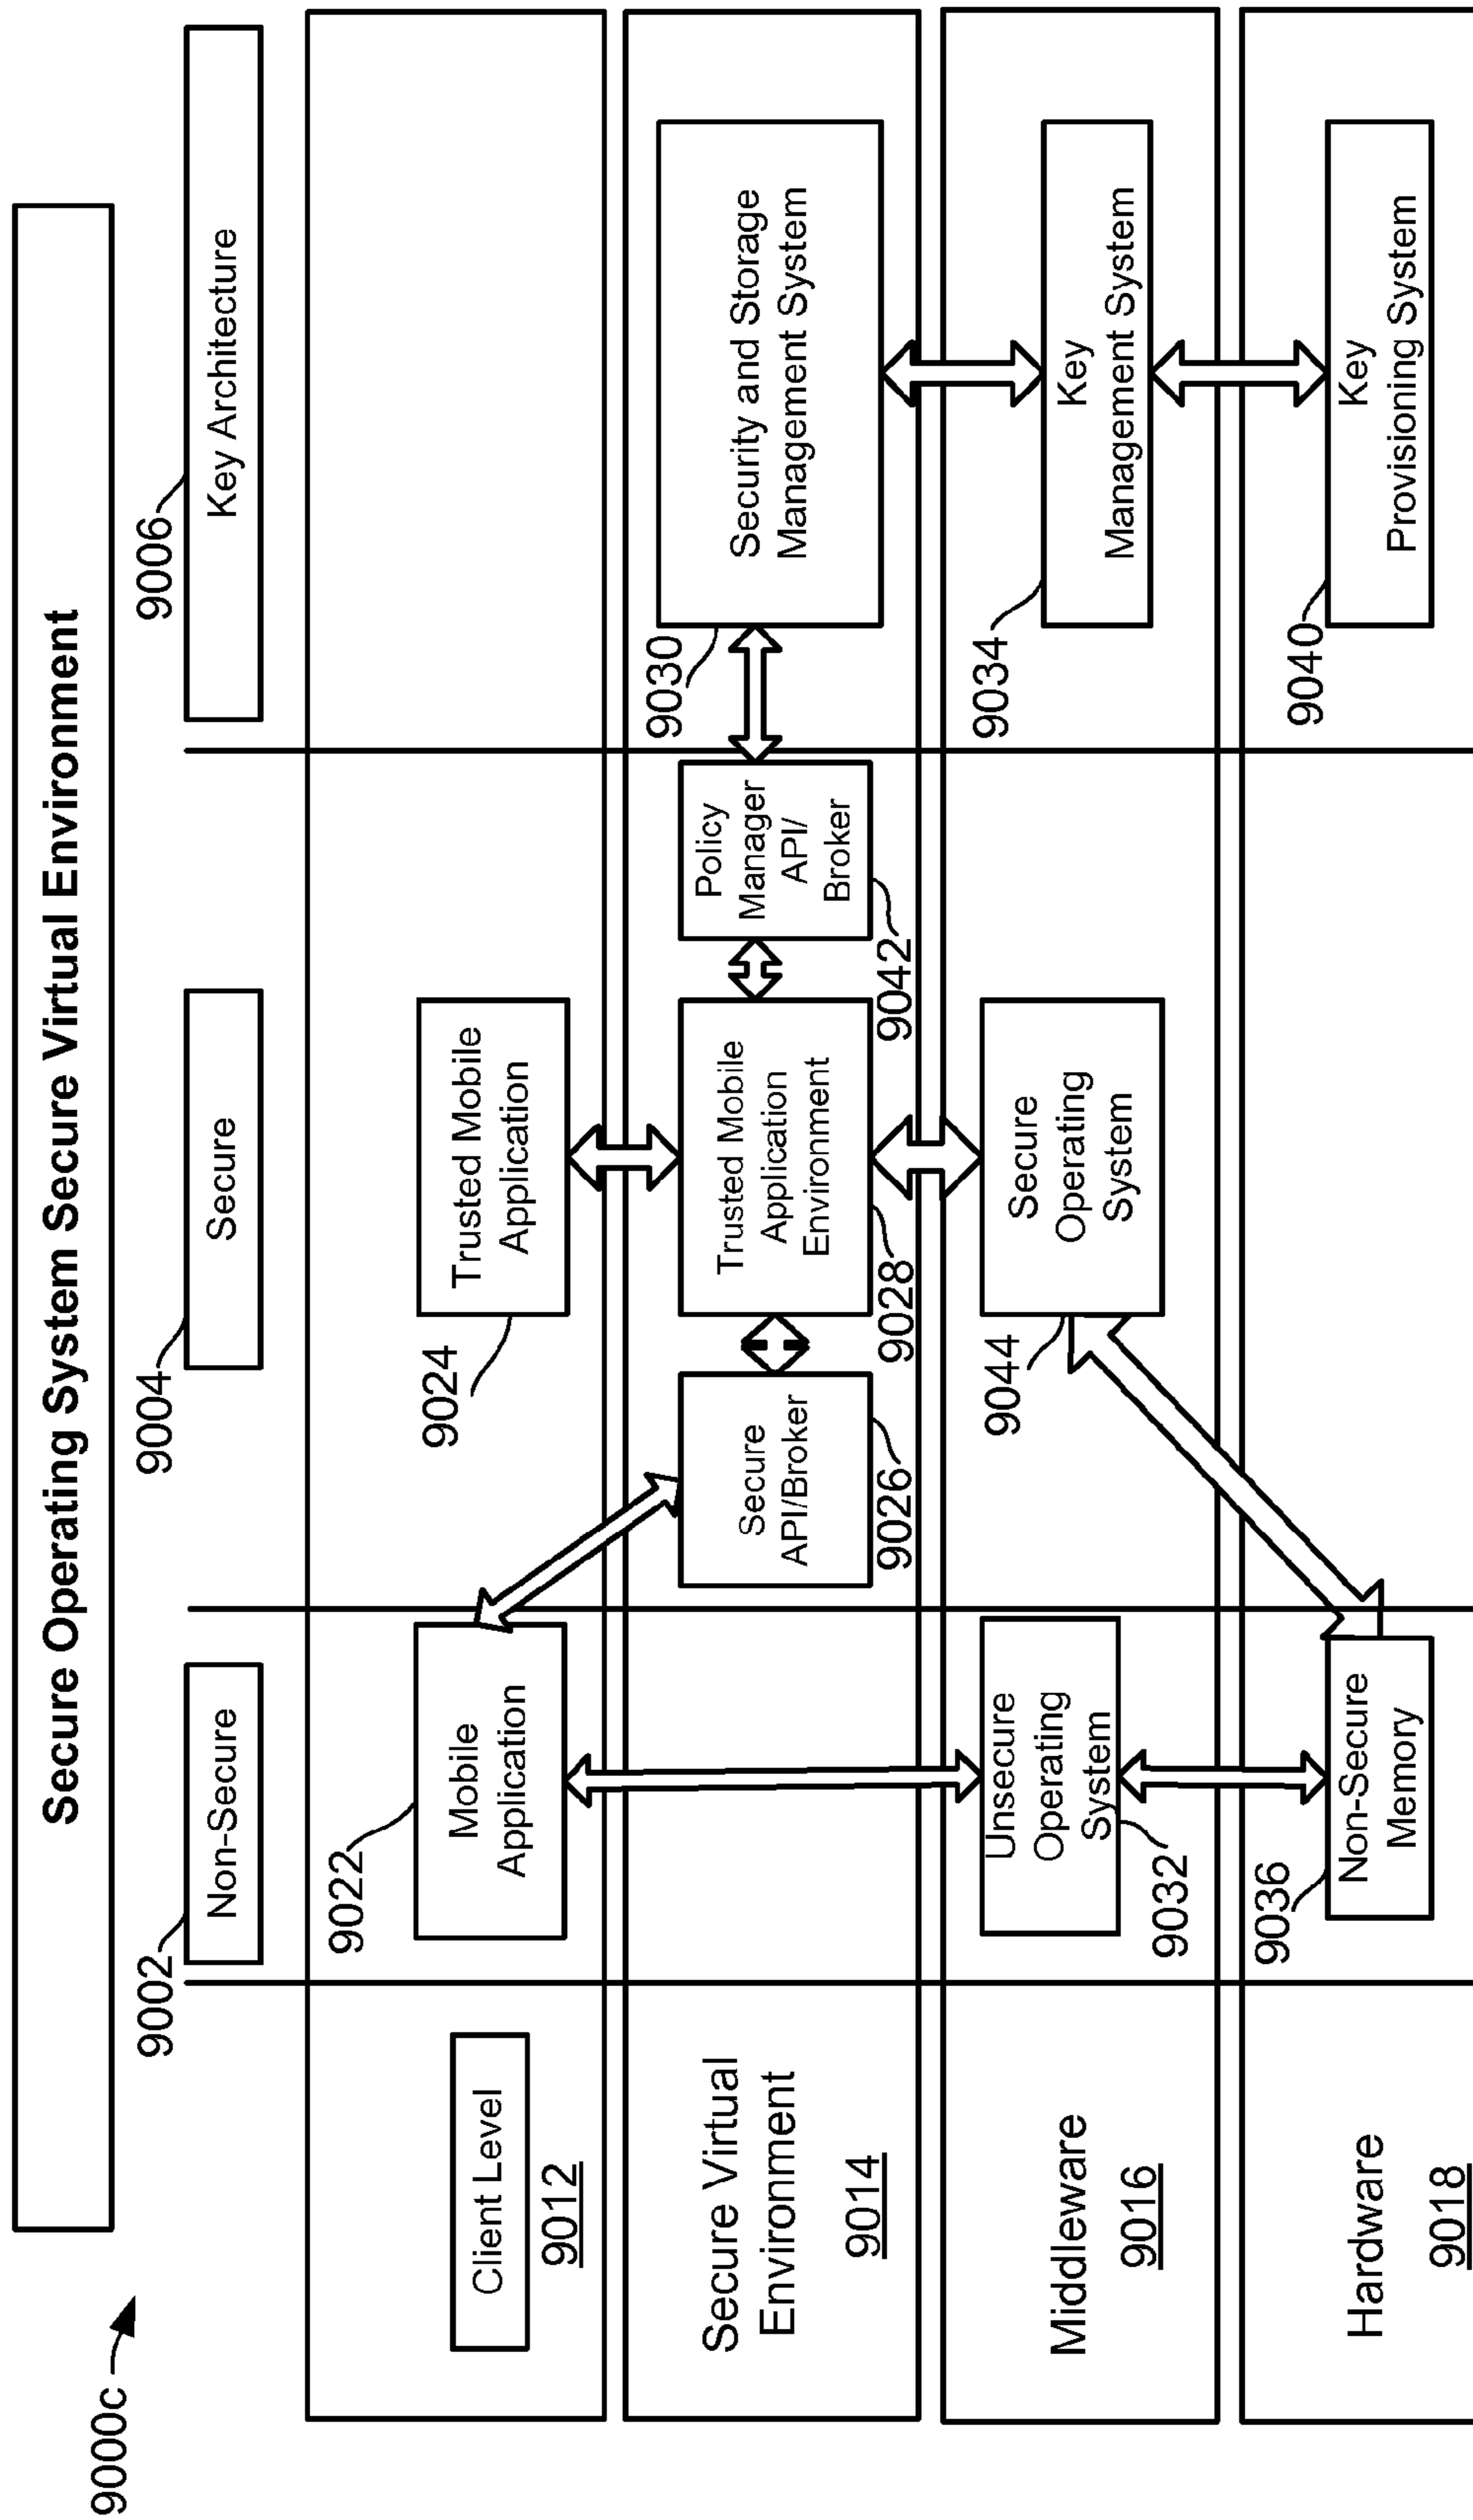 9000c
Secure Operating System Secure Virtual Environment
9002
Non-Secure
9004
Secure
9006
Key Architecture
Client Level
9012
9022
Mobile
Application
9024
Trusted Mobile
Application
Secure Virtual
Environment
9014
Secure
API/Broker
9026
Trusted Mobile
Application
Environment
9028
Policy
Manager
API/
Broker
9042
9030
Security and Storage
Management System
Middleware
9016
Unsecure
Operating
System
9032
9044
Secure
Operating
System
9034
Key
Management System
Hardware
9018
9036
Non-Secure
Memory
9040
Key
Provisioning System